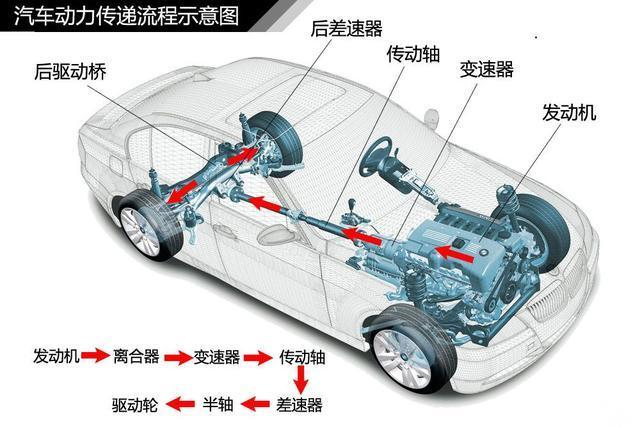 汽车动力传递流程示意图
后差速器
传动轴
后驱动桥
变速器
发动机
发动机 离合器 变速器 传动轴
驱动轮 半轴 差速器